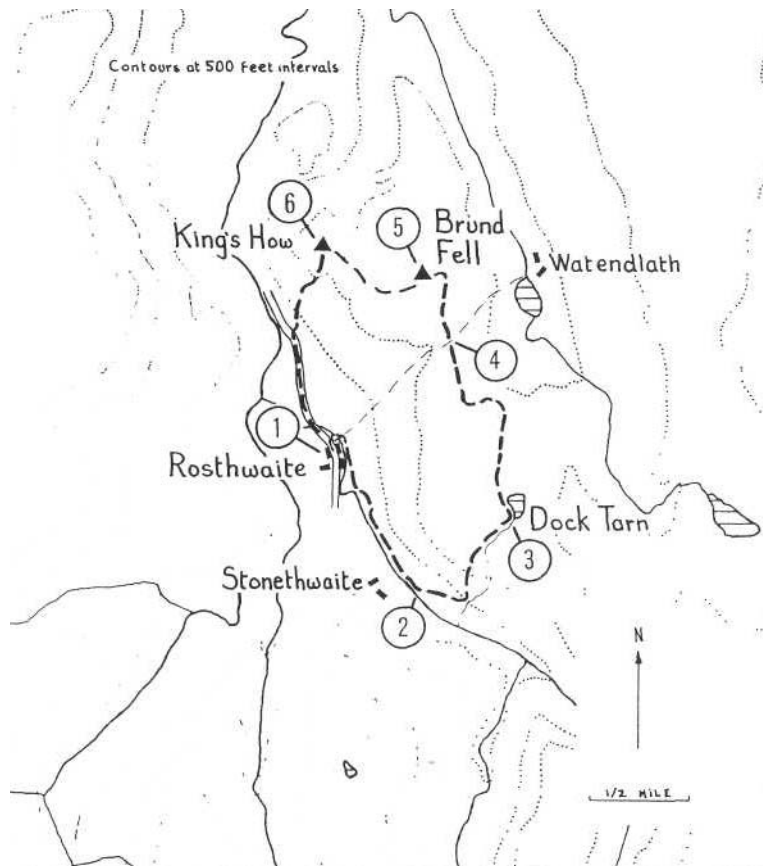 Contours at 500 feet intervals
6
5
Brund
Fell
King's How
Watendlath
4
1
Rosthwaite
Dock Tarn
3
Stonethwaite
2
N
1/2 MILE